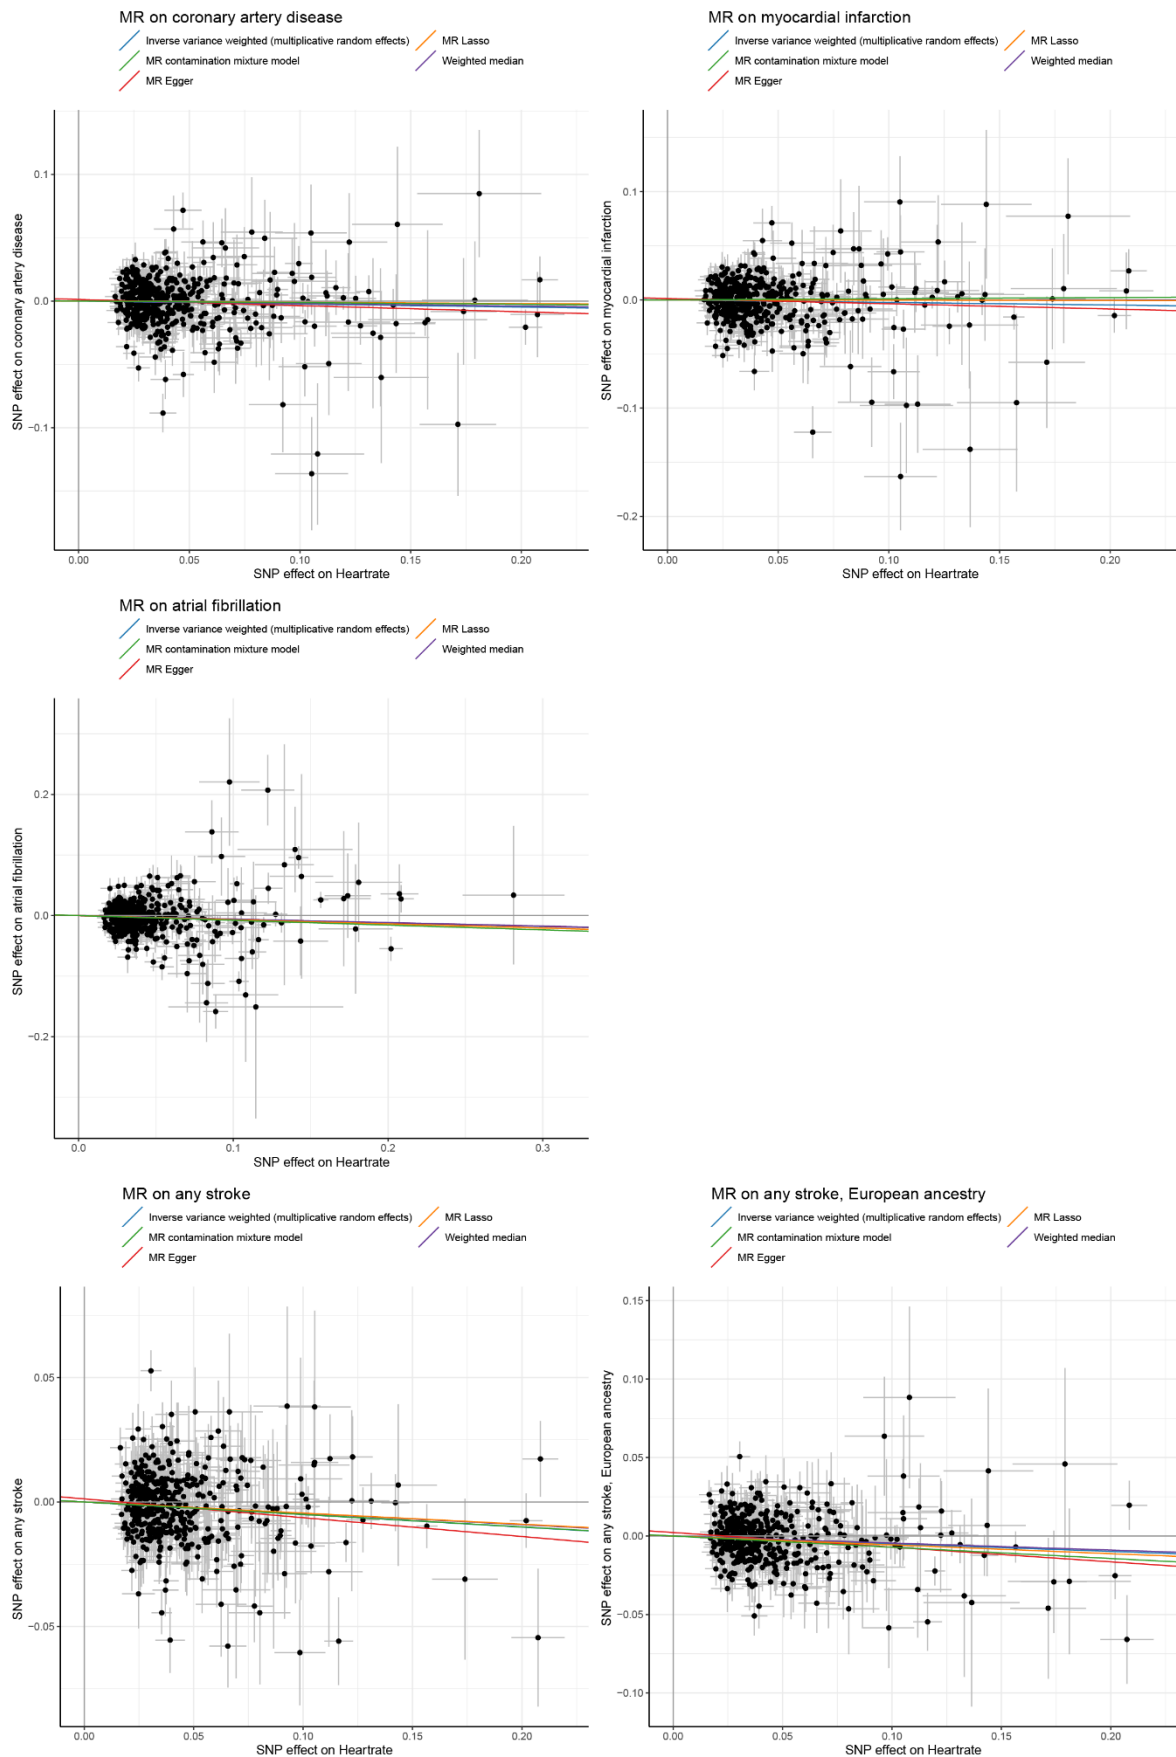 MR on coronary artery disease
Inverse variance weighted (multiplicative random effects)
MR Lasso
MR contamination mixture model
Weighted median
MR Egger
SNP effect on coronary artery disease
0.1
0.0
−0.1
0.00
0.05
0.10
0.15
0.20
SNP effect on Heartrate
MR on myocardial infarction
Inverse variance weighted (multiplicative random effects)
MR Lasso
MR contamination mixture model
Weighted median
MR Egger
SNP effect on myocardial infarction
0.1
0.0
−0.1
−0.2
0.00
0.05
0.10
0.15
0.20
SNP effect on Heartrate
MR on atrial fibrillation
Inverse variance weighted (multiplicative random effects)
MR Lasso
MR contamination mixture model
Weighted median
MR Egger
SNP effect on atrial fibrillation
0.2
0.0
−0.2
0.0
0.1
0.2
0.3
SNP effect on Heartrate
MR on any stroke
Inverse variance weighted (multiplicative random effects)
MR Lasso
MR contamination mixture model
Weighted median
MR Egger
SNP effect on any stroke
0.05
0.00
−0.05
0.00
0.05
0.10
0.15
0.20
SNP effect on Heartrate
MR on any stroke, European ancestry
Inverse variance weighted (multiplicative random effects)
MR Lasso
MR contamination mixture model
Weighted median
MR Egger
SNP effect on any stroke, European ancestry
0.15
0.10
0.05
0.00
−0.05
−0.10
0.00
0.05
0.10
0.15
0.20
SNP effect on Heartrate